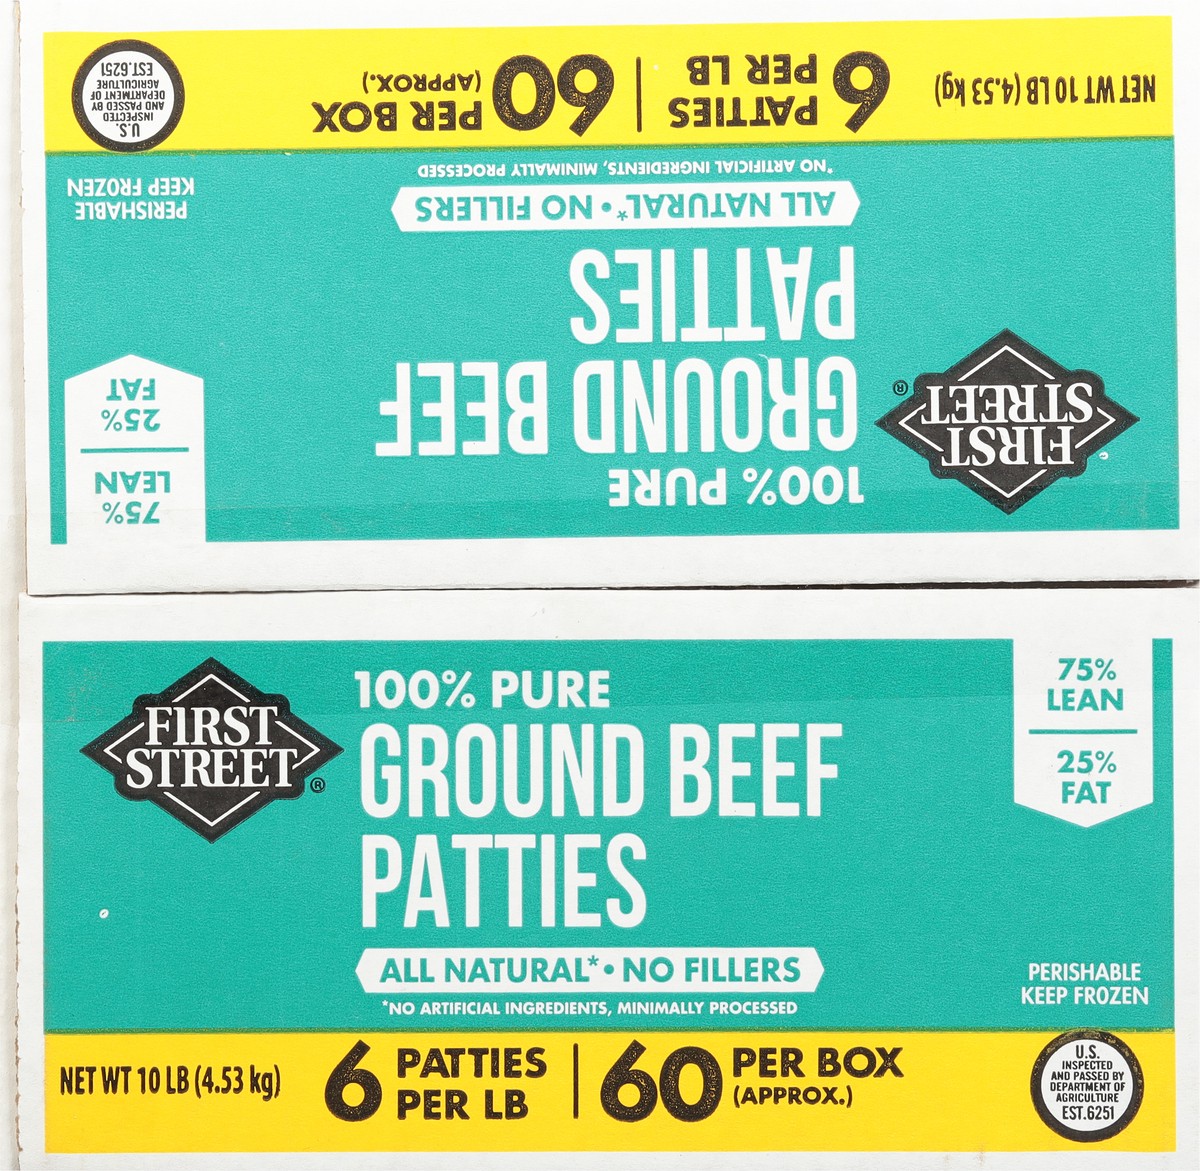 U.S.
INSPECTED
AND PASSED BY
DEPARTMENT OF
AGRICULTURE
EST.6251
NET WT 10 LB (4.53 kg)
6 PATTIES
PER LB
60 PER BOX
(APPROX.)
PERISHABLE
KEEP FROZEN
*NO ARTIFICIAL INGREDIENTS, MINIMALLY PROCESSED
ALL NATURAL* • NO FILLERS
100% PURE
GROUND BEEF
PATTIES
FIRST
STREET®
75%
LEAN
25%
FAT
FIRST
STREET®
100% PURE
GROUND BEEF
PATTIES
75%
LEAN
25%
FAT
ALL NATURAL* • NO FILLERS
*NO ARTIFICIAL INGREDIENTS, MINIMALLY PROCESSED
PERISHABLE
KEEP FROZEN
NET WT 10 LB (4.53 kg)
6 PATTIES
PER LB
60 PER BOX
(APPROX.)
U.S.
INSPECTED
AND PASSED BY
DEPARTMENT OF
AGRICULTURE
EST.6251